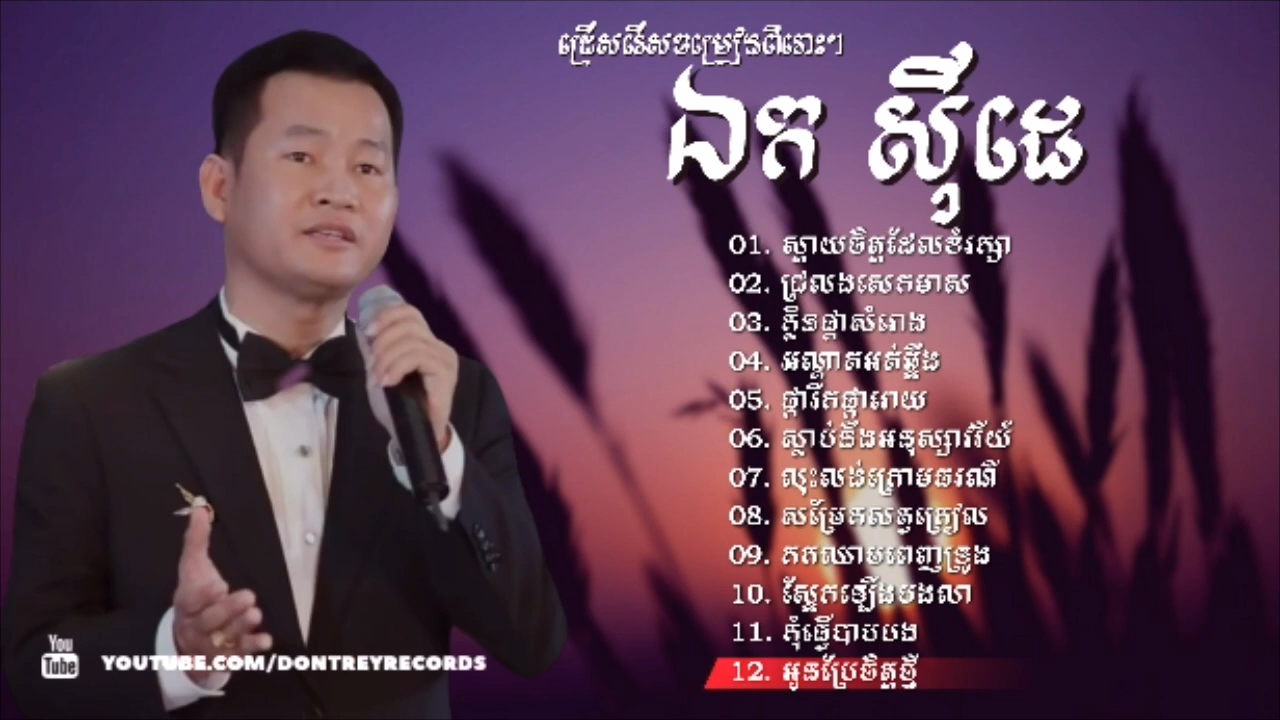 ជ្រើសរើសចម្រៀងពីរោះៗ
ឯក ស៊ីដេ
01. ស្ដាយចិត្តដែលខំរក្សា
02. ជ្រលងសេកមាស
03. ក្លិនផ្កាសំរោង
04. អណ្ដាតអត់ឆ្អឹង
05. ផ្ការីកផ្ការោយ
06. ស្លាប់នឹងអនុស្សាវរីយ៍
07. លុះលង់ក្រោមធរណី
08. សម្រែកសត្វក្រៀល
09. កកឈាមពេញទ្រូង
10. ស្អែកឡើងបងលា
11. កុំធ្វើបាបបង
12. អូនប្រែចិត្តថ្មី
You
Tube
YOUTUBE.COM/DONTREYRECORDS